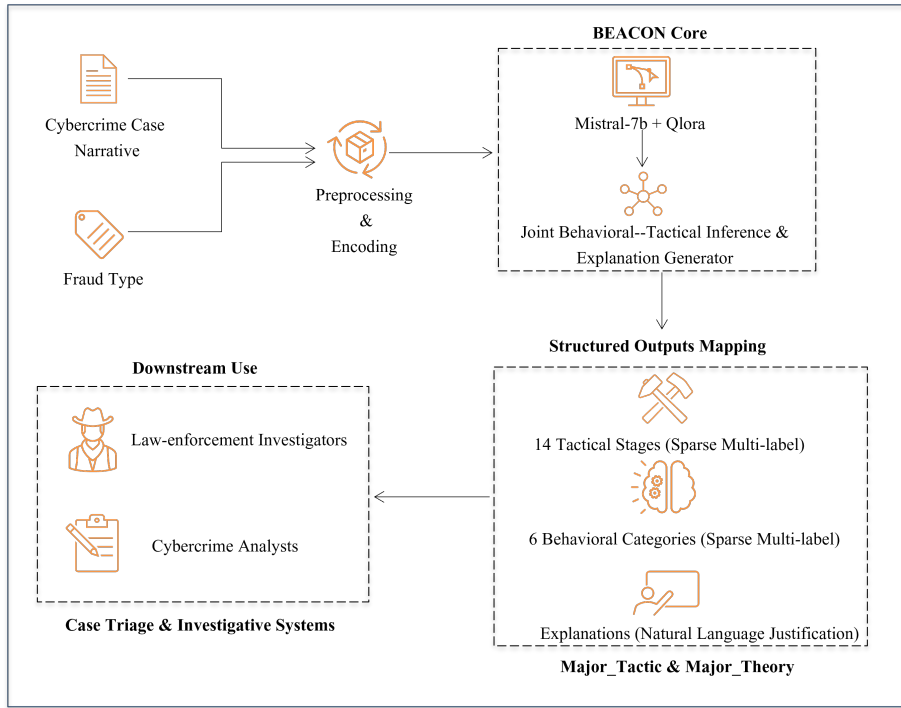 Cybercrime Case
Narrative
Fraud Type
Preprocessing
&
Encoding
BEACON Core
Mistral-7b + Qlora
Joint Behavioral--Tactical Inference &
Explanation Generator
Structured Outputs Mapping
14 Tactical Stages (Sparse Multi-label)
6 Behavioral Categories (Sparse Multi-label)
Explanations (Natural Language Justification)
Major_Tactic & Major_Theory
Downstream Use
Law-enforcement Investigators
Cybercrime Analysts
Case Triage & Investigative Systems